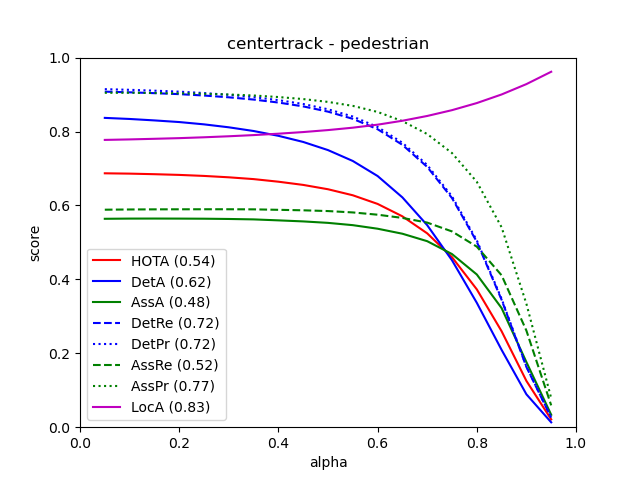 centertrack - pedestrian
1.0
0.8
0.6
0.4
0.2
0.0
score
HOTA (0.54)
DetA (0.62)
AssA (0.48)
DetRe (0.72)
DetPr (0.72)
AssRe (0.52)
AssPr (0.77)
LocA (0.83)
0.0 0.2 0.4 0.6 0.8 1.0
alpha